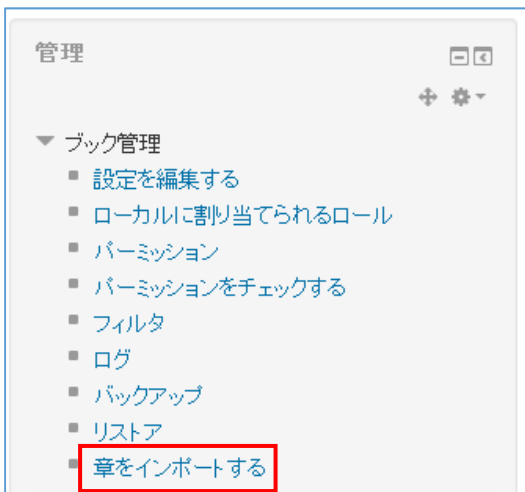 管理
ブック管理
設定を編集する
ローカルに割り当てられるロール
パーミッション
パーミッションをチェックする
フィルタ
ログ
バックアップ
リストア
章をインポートする